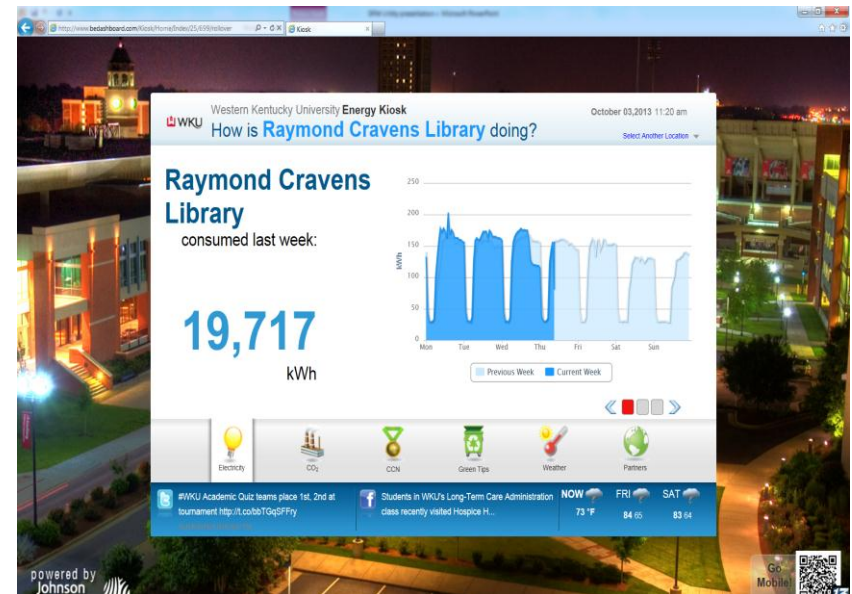 http://www.bedashboard.com/Kiosk/Home/Index/25/699/rollover
Kiosk
WKU
Western Kentucky University Energy Kiosk
How is Raymond Cravens Library doing?
October 03,2013 11:20 am
Select Another Location
Raymond Cravens
Library
consumed last week:
19,717
kWh
250
200
150
100
50
0
kWh
Mon Tue Wed Thu Fri Sat Sun
Previous Week Current Week
Electricity CO₂ CCN Green Tips Weather Partners
#WKU Academic Quiz teams place 1st, 2nd at
tournament http://t.co/bbTGqSFFry
Students in WKU's Long-Term Care Administration
class recently visited Hospice H...
NOW FRI SAT
73 °F 84 65 83 64
powered by
Johnson
Go
Mobile!
13